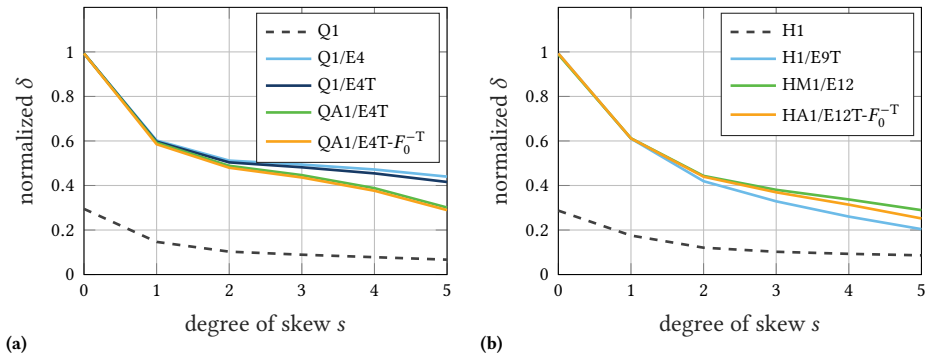 Q1
Q1/E4
Q1/E4T
QA1/E4T
QA1/E4T-F₀⁻ᵀ
1
0.8
0.6
0.4
0.2
0
normalized δ
0 1 2 3 4 5
degree of skew s
(a)
H1
H1/E9T
HM1/E12
HA1/E12T-F₀⁻ᵀ
1
0.8
0.6
0.4
0.2
0
normalized δ
0 1 2 3 4 5
degree of skew s
(b)